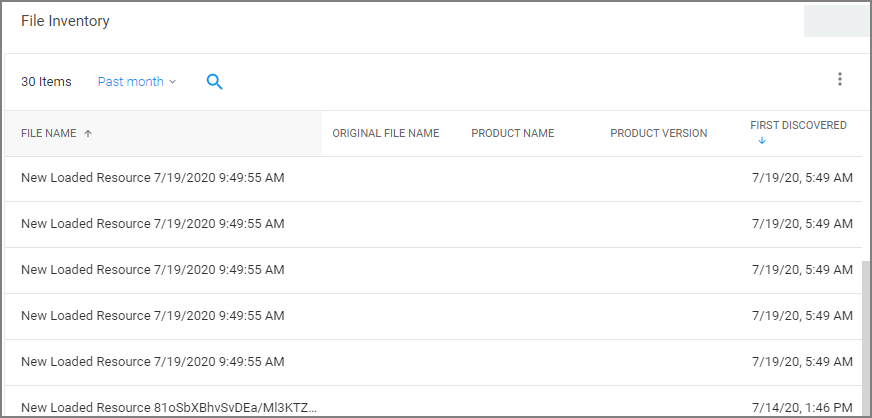 File Inventory
30 Items Past month
FILE NAME ORIGINAL FILE NAME PRODUCT NAME PRODUCT VERSION FIRST DISCOVERED
New Loaded Resource 7/19/2020 9:49:55 AM 7/19/20, 5:49 AM
New Loaded Resource 7/19/2020 9:49:55 AM 7/19/20, 5:49 AM
New Loaded Resource 7/19/2020 9:49:55 AM 7/19/20, 5:49 AM
New Loaded Resource 7/19/2020 9:49:55 AM 7/19/20, 5:49 AM
New Loaded Resource 7/19/2020 9:49:55 AM 7/19/20, 5:49 AM
New Loaded Resource 81oSbXBhvSvDEa/Ml3KTZ... 7/14/20, 1:46 PM